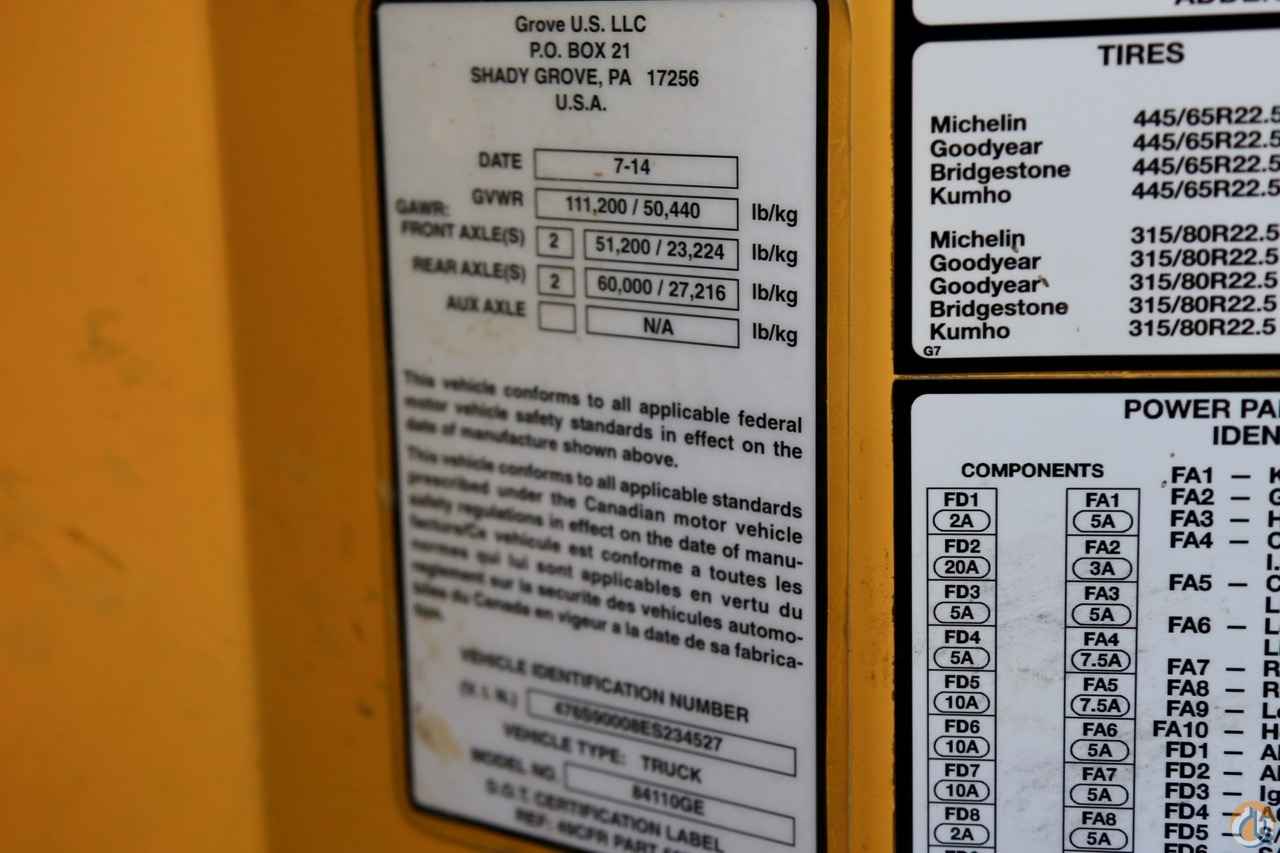 Grove U.S. LLC
P.O. BOX 21
SHADY GROVE, PA 17256
U.S.A.
DATE 7-14
GVWR 111,200 / 50,440 lb/kg
GAWR:
FRONT AXLE(S) 2 51,200 / 23,224 lb/kg
REAR AXLE(S) 2 60,000 / 27,216 lb/kg
AUX AXLE N/A lb/kg
This vehicle conforms to all applicable federal
motor vehicle safety standards in effect on the
date of manufacture shown above.
This vehicle conforms to all applicable standards
prescribed under the Canadian motor vehicle
safety regulations in effect on the date of manu-
facture/Ce vehicule est conforme a toutes les
normes qui lui sont applicables en vertu du
reglement sur la securite des vehicules automo-
biles du Canada en vigeur a la date de sa fabrica-
tion.
VEHICLE IDENTIFICATION NUMBER
(V. I. N.) 478590008ES234527
VEHICLE TYPE: TRUCK
MODEL NO. 84110GE
D.O.T. CERTIFICATION LABEL
REF: 49CFR PART
TIRES
Michelin 445/65R22.5
Goodyear 445/65R22.5
Bridgestone 445/65R22.5
Kumho 445/65R22.5
Michelin 315/80R22.5
Goodyear 315/80R22.5
Goodyear 315/80R22.5
Bridgestone 315/80R22.5
Kumho 315/80R22.5
G7
POWER PA
IDEN
COMPONENTS
FD1 FA1
2A 5A
FD2 FA2
20A 3A
FD3 FA3
5A 5A
FD4 FA4
5A 7.5A
FD5 FA5
10A 7.5A
FD6 FA6
10A 5A
FD7 FA7
10A 5A
FD8 FA8
2A 5A
FA1 – K
FA2 – G
FA3 – H
FA4 – C
I.
FA5 – C
FA6 – L
FA7 – R
FA8 – R
FA9 – L
FA10 – H
FD1 – A
FD2 – A
FD3 – Ig
FD4 –
FD5 –
FD6